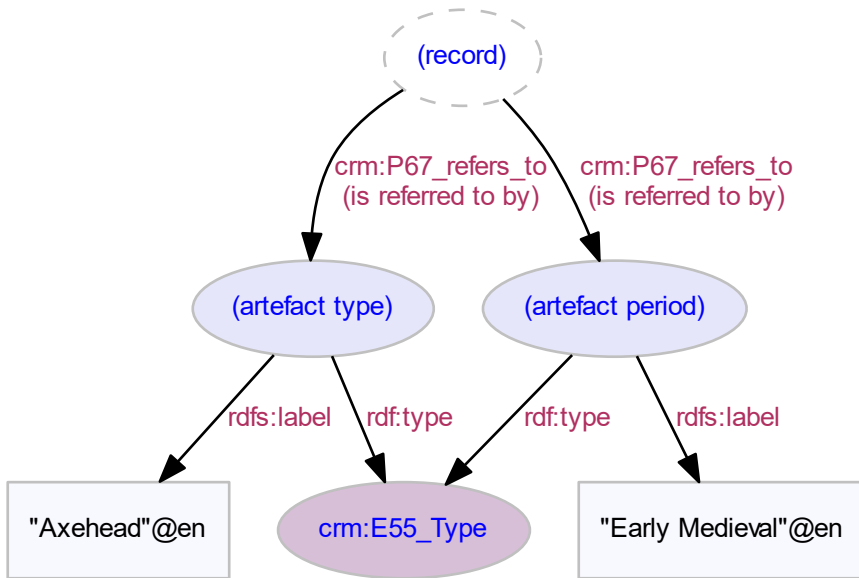 (record)
crm:P67_refers_to
(is referred to by)
crm:P67_refers_to
(is referred to by)
(artefact type)
(artefact period)
rdfs:label
rdf:type
rdf:type
rdfs:label
"Axehead"@en
crm:E55_Type
"Early Medieval"@en